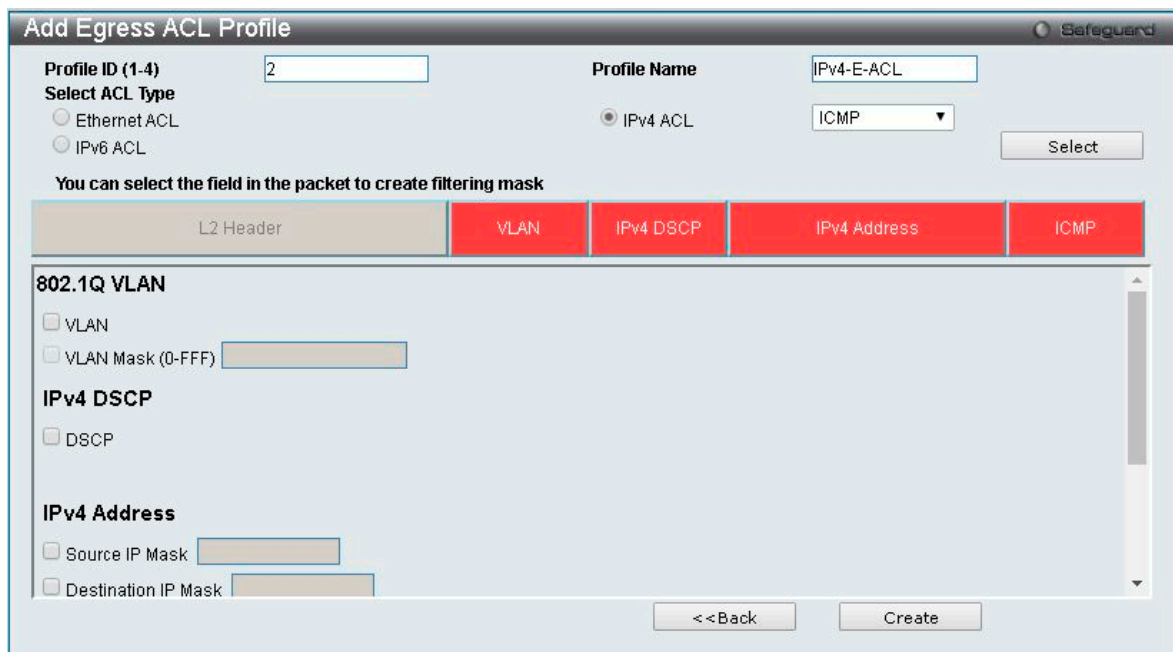 Add Egress ACL Profile
Safeguard
Profile ID (1-4) 2 Profile Name IPv4-E-ACL
Select ACL Type
Ethernet ACL IPv4 ACL ICMP
IPv6 ACL
Select
You can select the field in the packet to create filtering mask
L2 Header VLAN IPv4 DSCP IPv4 Address ICMP
802.1Q VLAN
VLAN
VLAN Mask (0-FFF)
IPv4 DSCP
DSCP
IPv4 Address
Source IP Mask
Destination IP Mask
<<Back Create